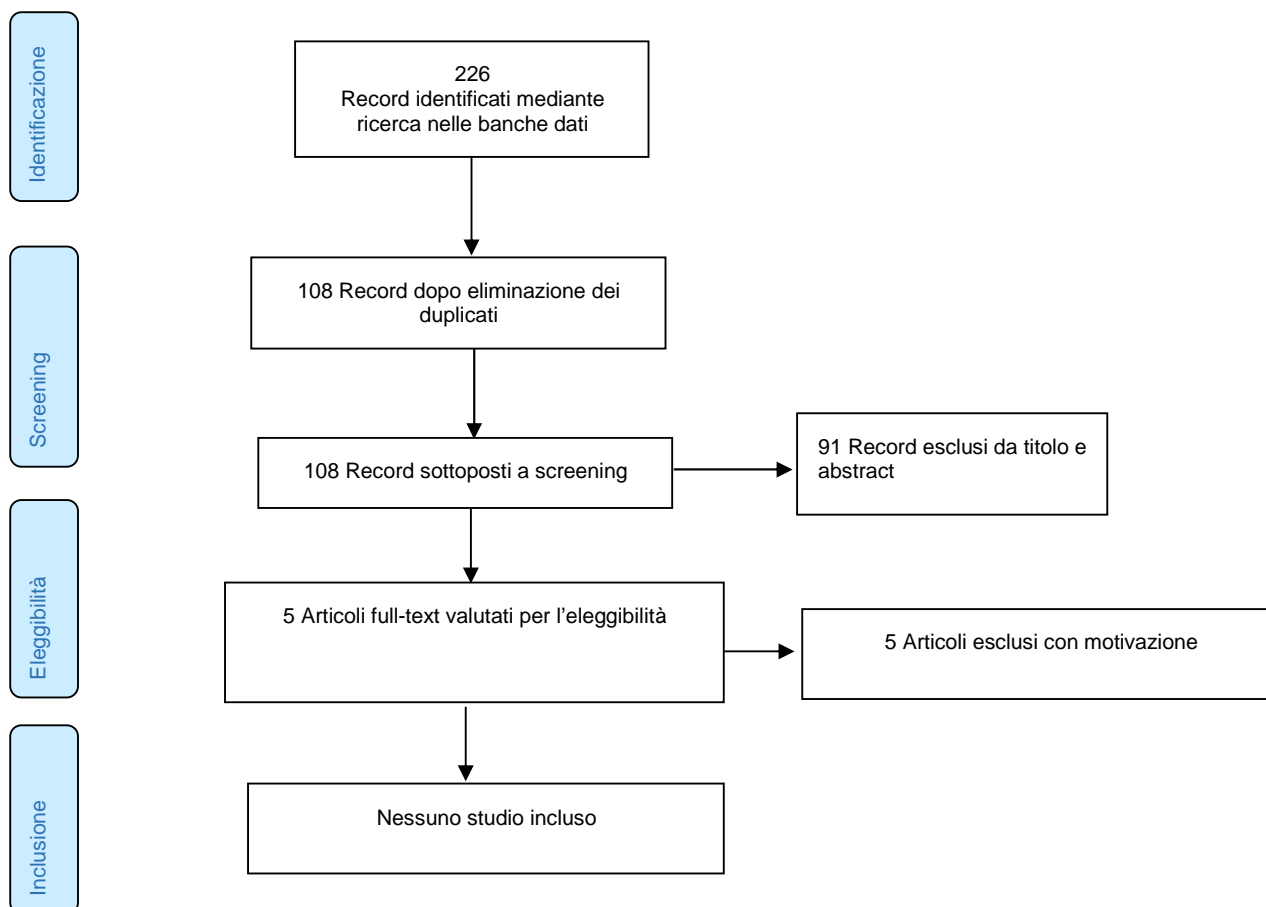 Identificazione
226
Record identificati mediante
ricerca nelle banche dati
Screening
108 Record dopo eliminazione dei
duplicati
108 Record sottoposti a screening
91 Record esclusi da titolo e
abstract
Eleggibilità
5 Articoli full-text valutati per l’eleggibilità
5 Articoli esclusi con motivazione
Inclusione
Nessuno studio incluso